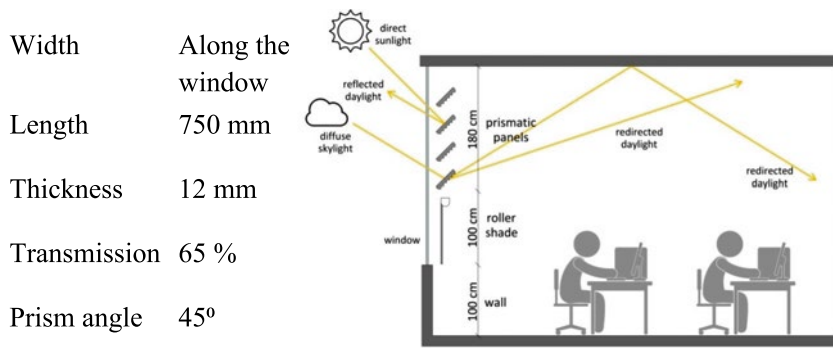 Width Along the
window
Length 750 mm
Thickness 12 mm
Transmission 65 %
Prism angle 45º
direct
sunlight
reflected
daylight
diffuse
skylight
180 cm
prismatic
panels
redirected
daylight
redirected
daylight
window
100 cm
roller
shade
100 cm
wall